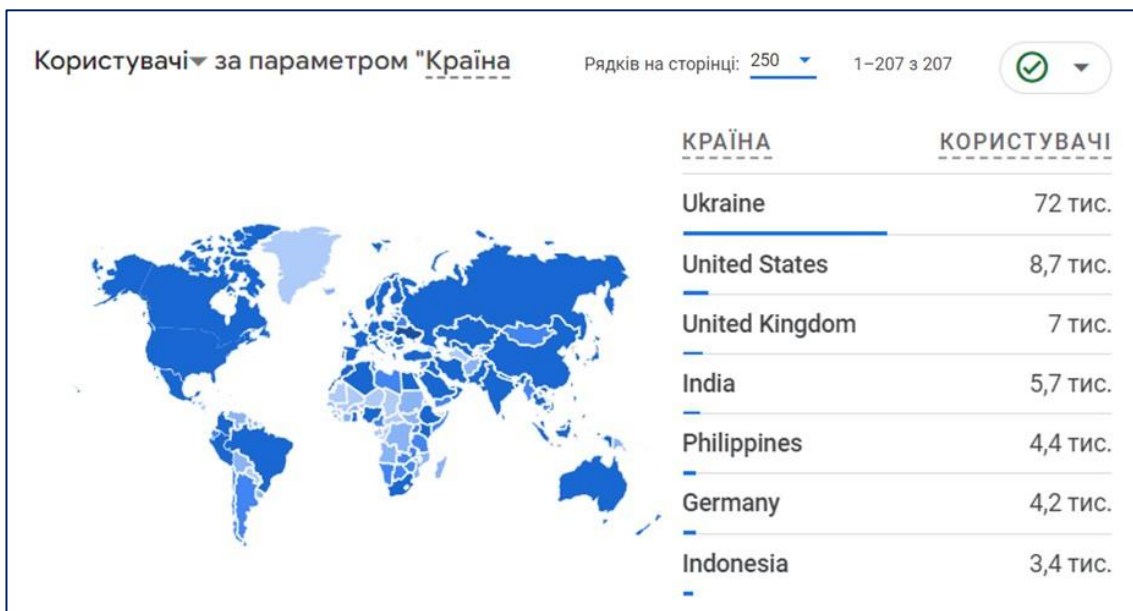 Користувачі за параметром "Країна
Рядків на сторінці: 250 1–207 з 207
КРАЇНА КОРИСТУВАЧІ
Ukraine 72 тис.
United States 8,7 тис.
United Kingdom 7 тис.
India 5,7 тис.
Philippines 4,4 тис.
Germany 4,2 тис.
Indonesia 3,4 тис.